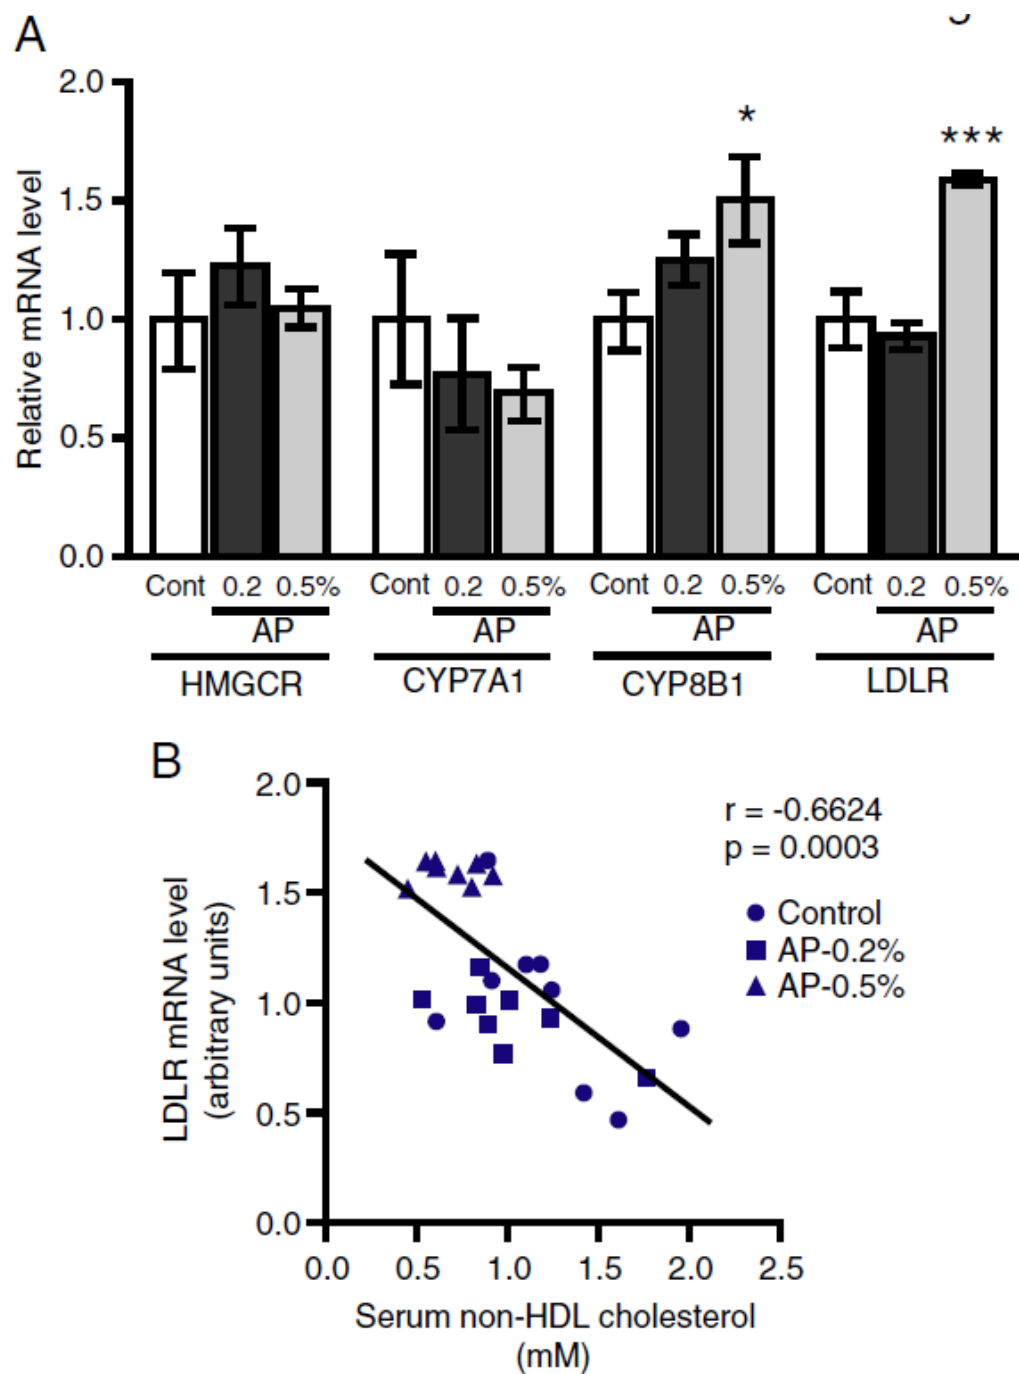 A
2.0
1.5
1.0
0.5
0.0
Relative mRNA level
*
***
Cont 0.2 0.5% Cont 0.2 0.5% Cont 0.2 0.5% Cont 0.2 0.5%
AP AP AP AP
HMGCR CYP7A1 CYP8B1 LDLR
B
2.0
1.5
1.0
0.5
0.0
LDLR mRNA level
(arbitrary units)
r = -0.6624
p = 0.0003
Control
AP-0.2%
AP-0.5%
0.0 0.5 1.0 1.5 2.0 2.5
Serum non-HDL cholesterol
(mM)